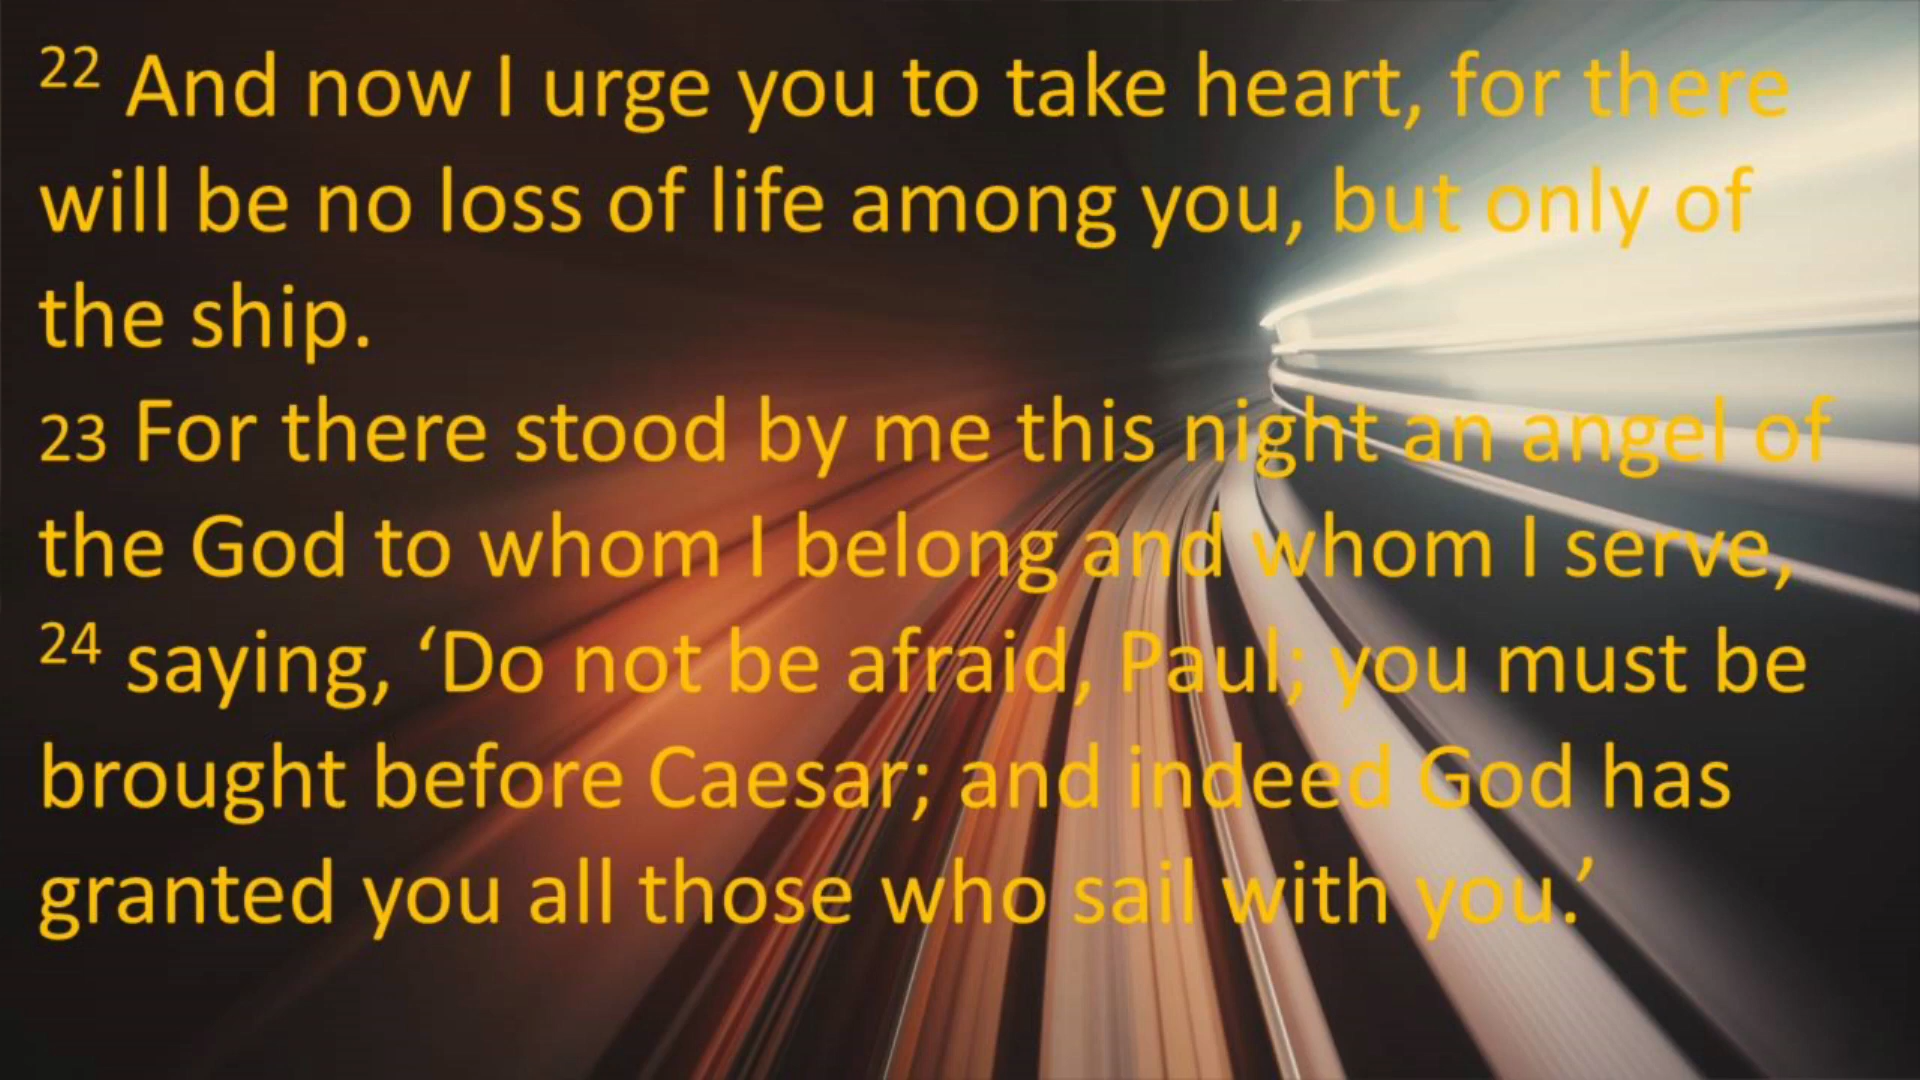 22 And now I urge you to take heart, for there
will be no loss of life among you, but only of
the ship.
23 For there stood by me this night an angel of
the God to whom I belong and whom I serve,
24 saying, ‘Do not be afraid, Paul; you must be
brought before Caesar; and indeed God has
granted you all those who sail with you.’